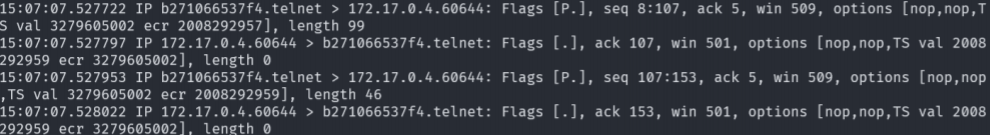 15:07:07.527722 IP b271066537f4.telnet > 172.17.0.4.60644: Flags [P.], seq 8:107, ack 5, win 509, options [nop,nop,T
S val 3279605002 ecr 2008292957], length 99
15:07:07.527797 IP 172.17.0.4.60644 > b271066537f4.telnet: Flags [.], ack 107, win 501, options [nop,nop,TS val 2008
292959 ecr 3279605002], length 0
15:07:07.527953 IP b271066537f4.telnet > 172.17.0.4.60644: Flags [P.], seq 107:153, ack 5, win 509, options [nop,nop
,TS val 3279605002 ecr 2008292959], length 46
15:07:07.528022 IP 172.17.0.4.60644 > b271066537f4.telnet: Flags [.], ack 153, win 501, options [nop,nop,TS val 2008
292959 ecr 3279605002], length 0